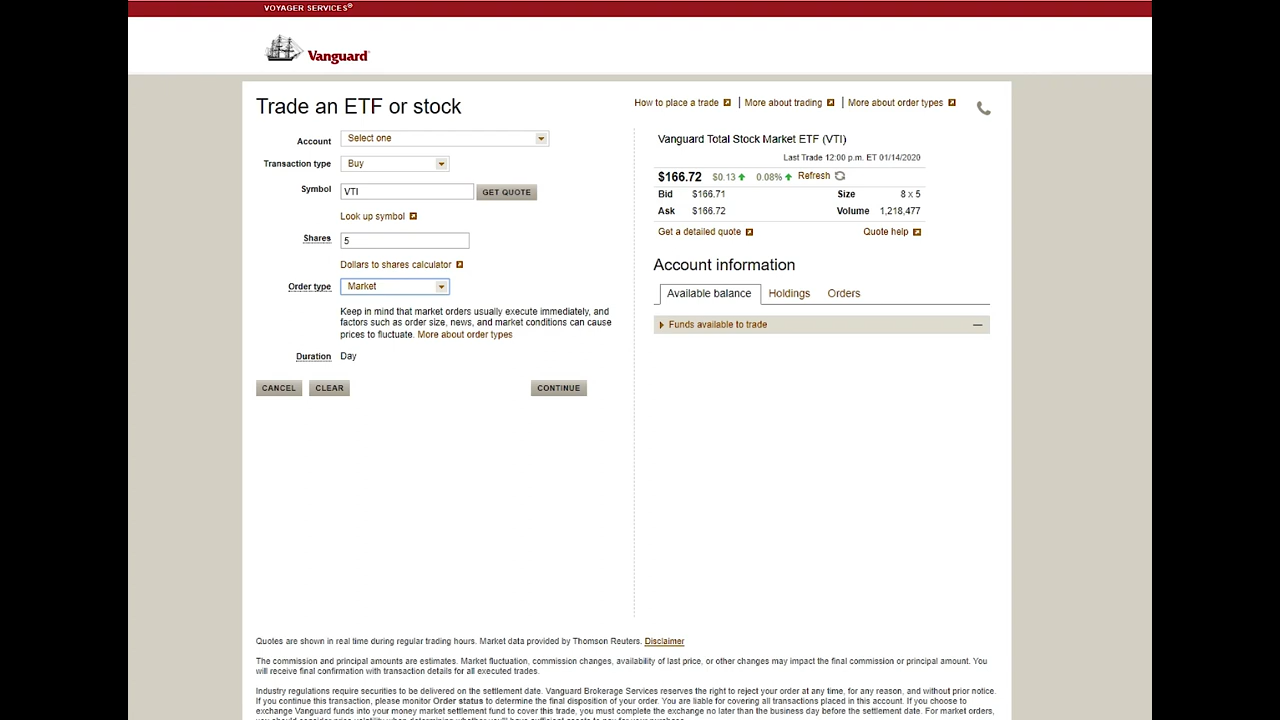 VOYAGER SERVICES®
Vanguard®
Trade an ETF or stock
How to place a trade | More about trading | More about order types
Account Select one
Transaction type Buy
Symbol VTI GET QUOTE
Look up symbol
Shares 5
Dollars to shares calculator
Order type Market
Keep in mind that market orders usually execute immediately, and
factors such as order size, news, and market conditions can cause
prices to fluctuate. More about order types
Duration Day
CANCEL CLEAR CONTINUE
Vanguard Total Stock Market ETF (VTI)
Last Trade 12:00 p.m. ET 01/14/2020
$166.72 $0.13 0.08% Refresh
Bid $166.71 Size 8 x 5
Ask $166.72 Volume 1,218,477
Get a detailed quote Quote help
Account information
Available balance Holdings Orders
Funds available to trade —
Quotes are shown in real time during regular trading hours. Market data provided by Thomson Reuters. Disclaimer
The commission and principal amounts are estimates. Market fluctuation, commission changes, availability of last price, or other changes may impact the final commission or principal amount. You
will receive final confirmation with transaction details for all executed trades.
Industry regulations require securities to be delivered on the settlement date. Vanguard Brokerage Services reserves the right to reject your order at any time, for any reason, and without prior notice.
If you continue this transaction, please monitor Order status to determine the final disposition of your order. You are liable for covering all transactions placed in this account. If you choose to
exchange Vanguard funds into your money market settlement fund to cover this trade, you must complete the exchange no later than the business day before the settlement date. For market orders,